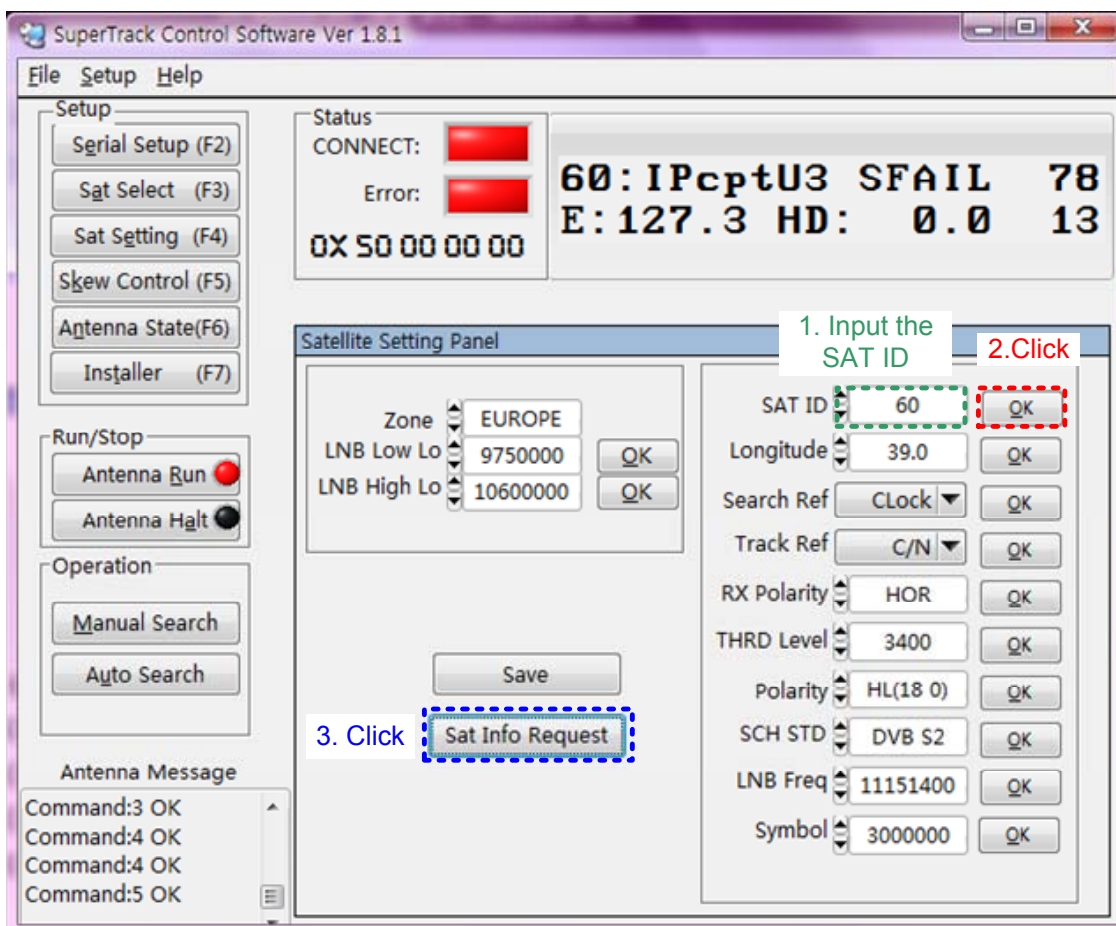 SuperTrack Control Software Ver 1.8.1
File Setup Help
Setup
Serial Setup (F2)
Sat Select (F3)
Sat Setting (F4)
Skew Control (F5)
Antenna State(F6)
Installer (F7)
Run/Stop
Antenna Run
Antenna Halt
Operation
Manual Search
Auto Search
Antenna Message
Command:3 OK
Command:4 OK
Command:4 OK
Command:5 OK
Status
CONNECT:
Error:
0X 50 00 00 00
60:IPcptU3 SFAIL 78
E:127.3 HD: 0.0 13
Satellite Setting Panel
1. Input the
SAT ID
2.Click
Zone EUROPE
LNB Low Lo 9750000 OK
LNB High Lo 10600000 OK
Save
3. Click Sat Info Request
SAT ID 60 OK
Longitude 39.0 OK
Search Ref CLock OK
Track Ref C/N OK
RX Polarity HOR OK
THRD Level 3400 OK
Polarity HL(18 0) OK
SCH STD DVB S2 OK
LNB Freq 11151400 OK
Symbol 3000000 OK